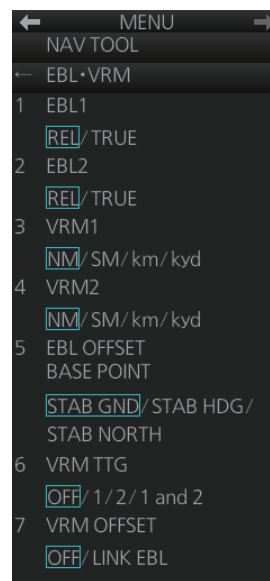 ← MENU →
NAV TOOL
← EBL•VRM
1 EBL1
REL/TRUE
2 EBL2
REL/TRUE
3 VRM1
NM/SM/km/kyd
4 VRM2
NM/SM/km/kyd
5 EBL OFFSET
BASE POINT
STAB GND/STAB HDG/
STAB NORTH
6 VRM TTG
OFF/1/2/1 and 2
7 VRM OFFSET
OFF/LINK EBL